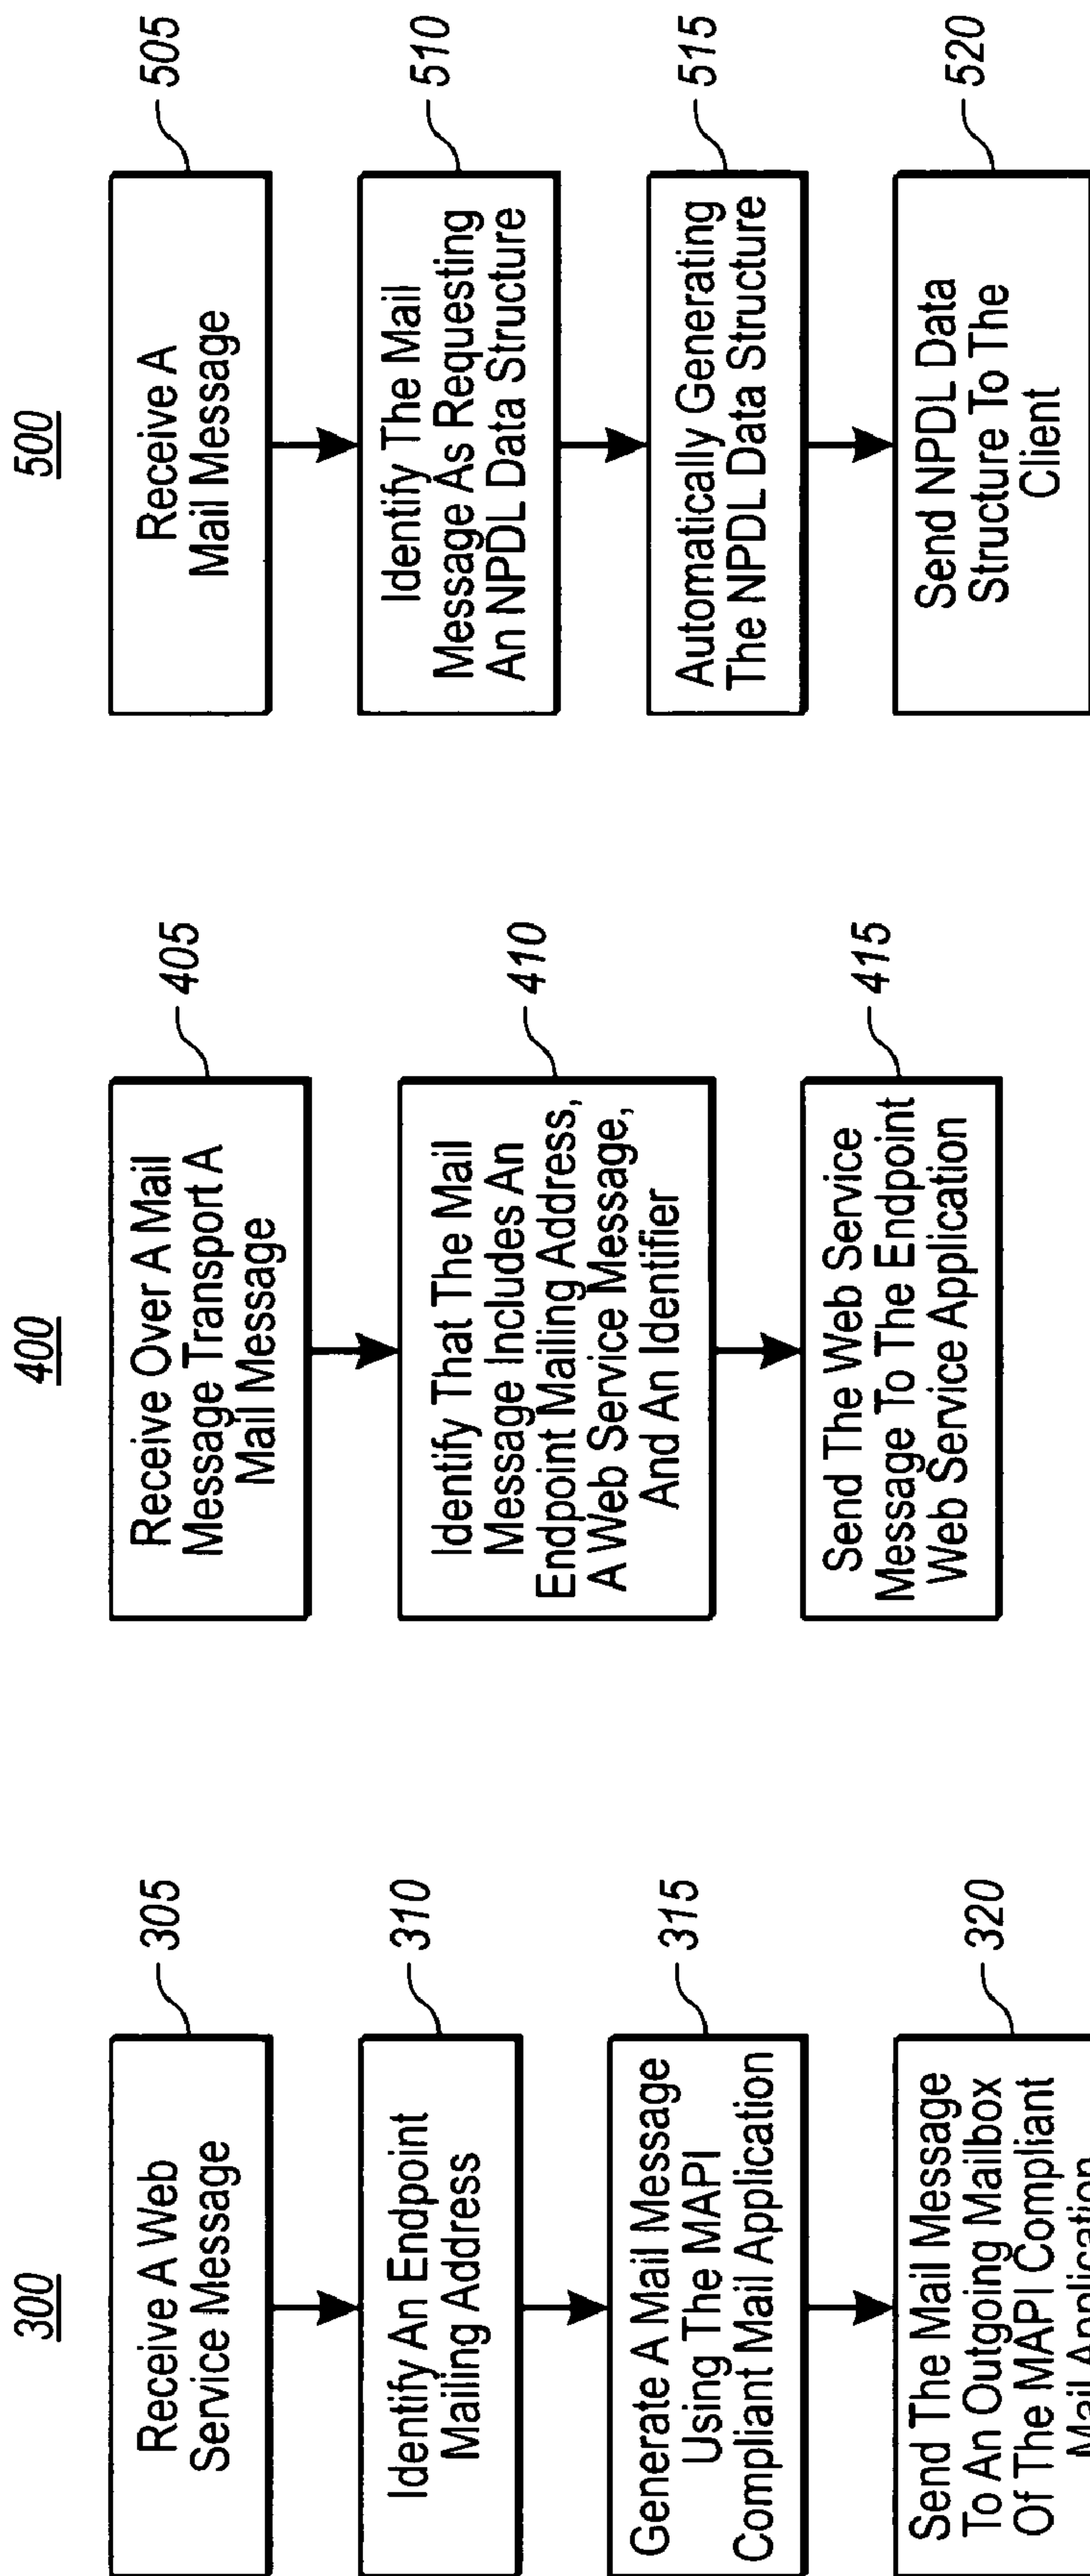 300
Receive A Web
Service Message
305
Identify An Endpoint
Mailing Address
310
Generate A Mail Message
Using The MAPI
Compliant Mail Application
315
Send The Mail Message
To An Outgoing Mailbox
Of The MAPI Compliant
Mail Application
320
400
Receive Over A Mail
Message Transport A
Mail Message
405
Identify That The Mail
Message Includes An
Endpoint Mailing Address,
A Web Service Message,
And An Identifier
410
Send The Web Service
Message To The Endpoint
Web Service Application
415
500
Receive A
Mail Message
505
Identify The Mail
Message As Requesting
An NPDL Data Structure
510
Automatically Generating
The NPDL Data Structure
515
Send NPDL Data
Structure To The
Client
520